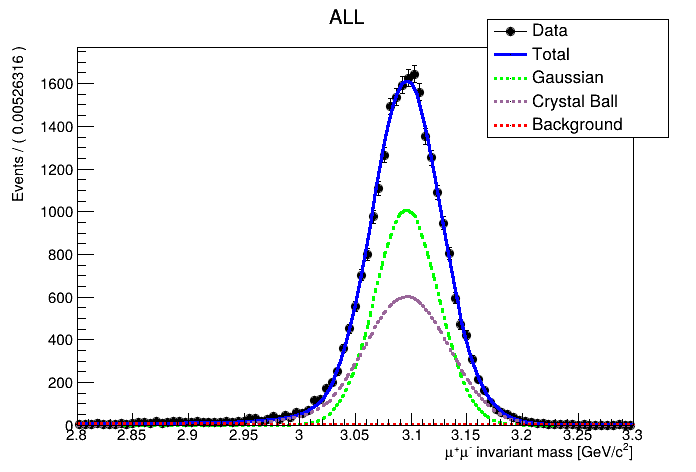 ALL
Data
Total
Gaussian
Crystal Ball
Background
Events / ( 0.00526316 )
1600
1400
1200
1000
800
600
400
200
0
2.8 2.85 2.9 2.95 3 3.05 3.1 3.15 3.2 3.25 3.3
μ⁺μ⁻ invariant mass [GeV/c²]